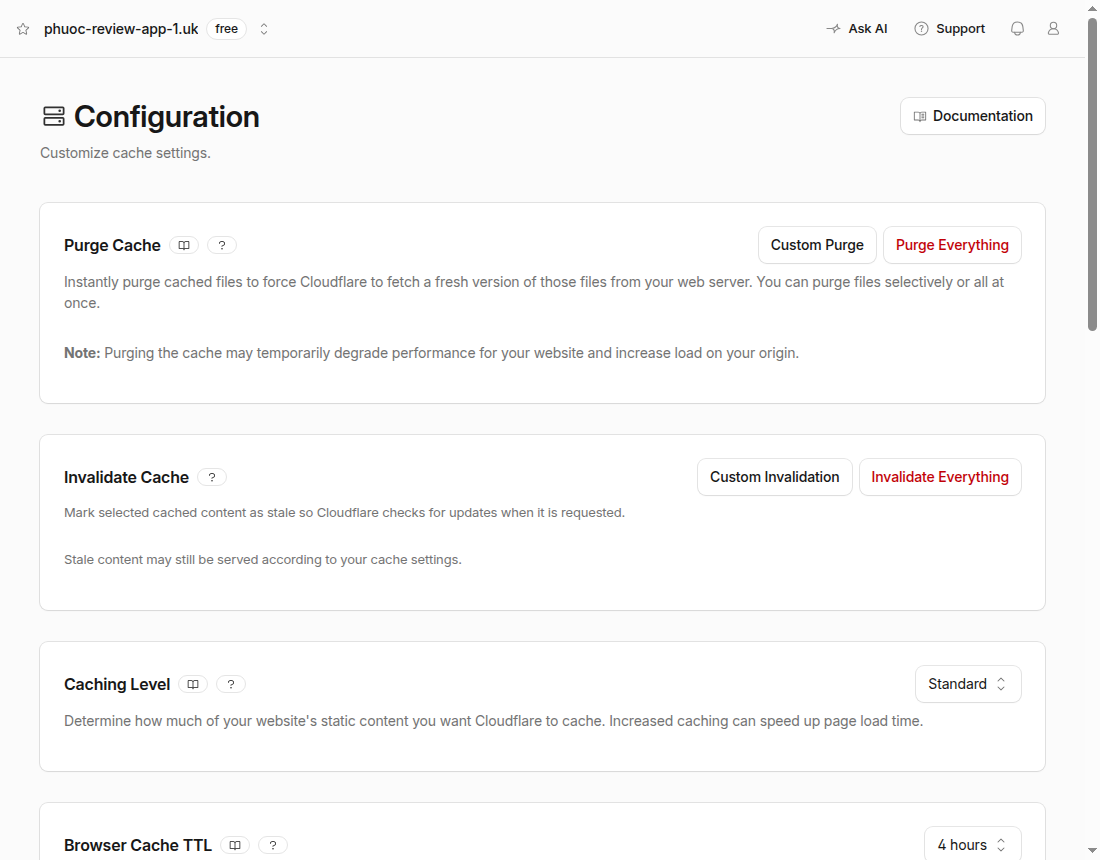 phuoc-review-app-1.uk free
Ask AI
Support
Configuration
Documentation
Customize cache settings.
Purge Cache
?
Custom Purge
Purge Everything
Instantly purge cached files to force Cloudflare to fetch a fresh version of those files from your web server. You can purge files selectively or all at
once.
Note: Purging the cache may temporarily degrade performance for your website and increase load on your origin.
Invalidate Cache
?
Custom Invalidation
Invalidate Everything
Mark selected cached content as stale so Cloudflare checks for updates when it is requested.
Stale content may still be served according to your cache settings.
Caching Level
?
Standard
Determine how much of your website's static content you want Cloudflare to cache. Increased caching can speed up page load time.
Browser Cache TTL
?
4 hours